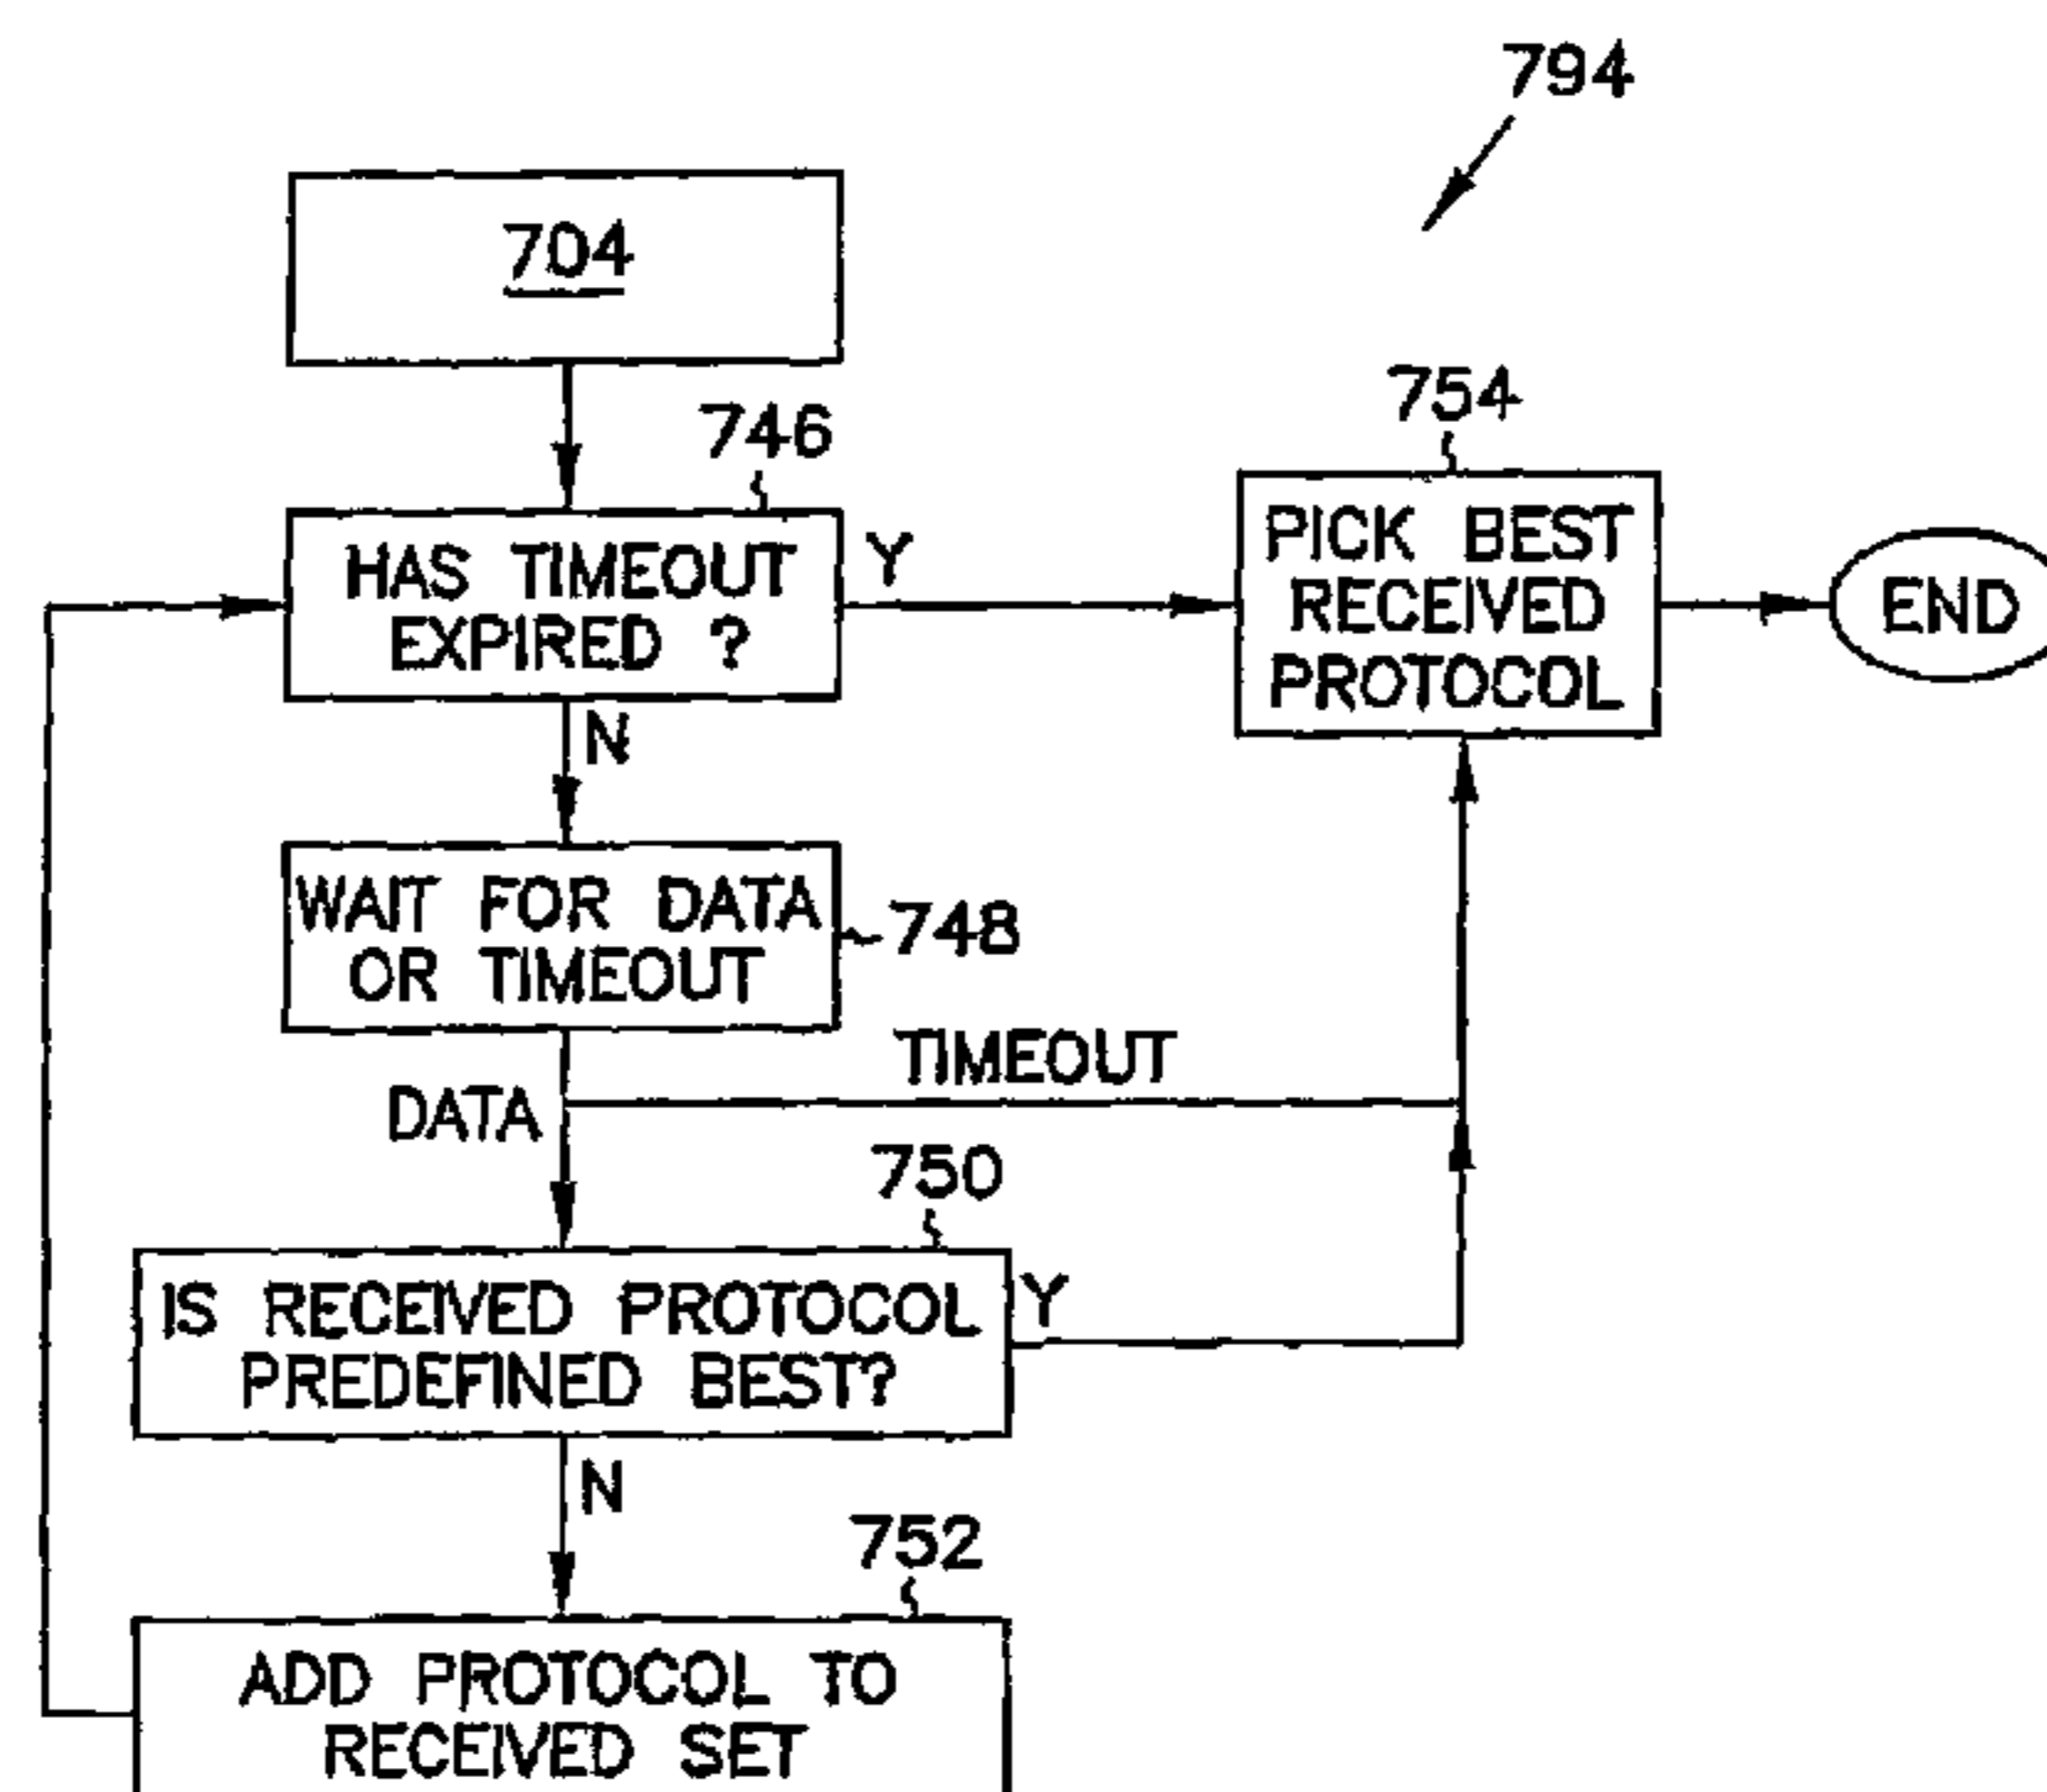 794
704
746
HAS TIMEOUT
EXPIRED ?
Y
754
PICK BEST
RECEIVED
PROTOCOL
END
N
WAIT FOR DATA
OR TIMEOUT
748
DATA
TIMEOUT
750
IS RECEIVED PROTOCOL
PREDEFINED BEST?
Y
N
752
ADD PROTOCOL TO
RECEIVED SET